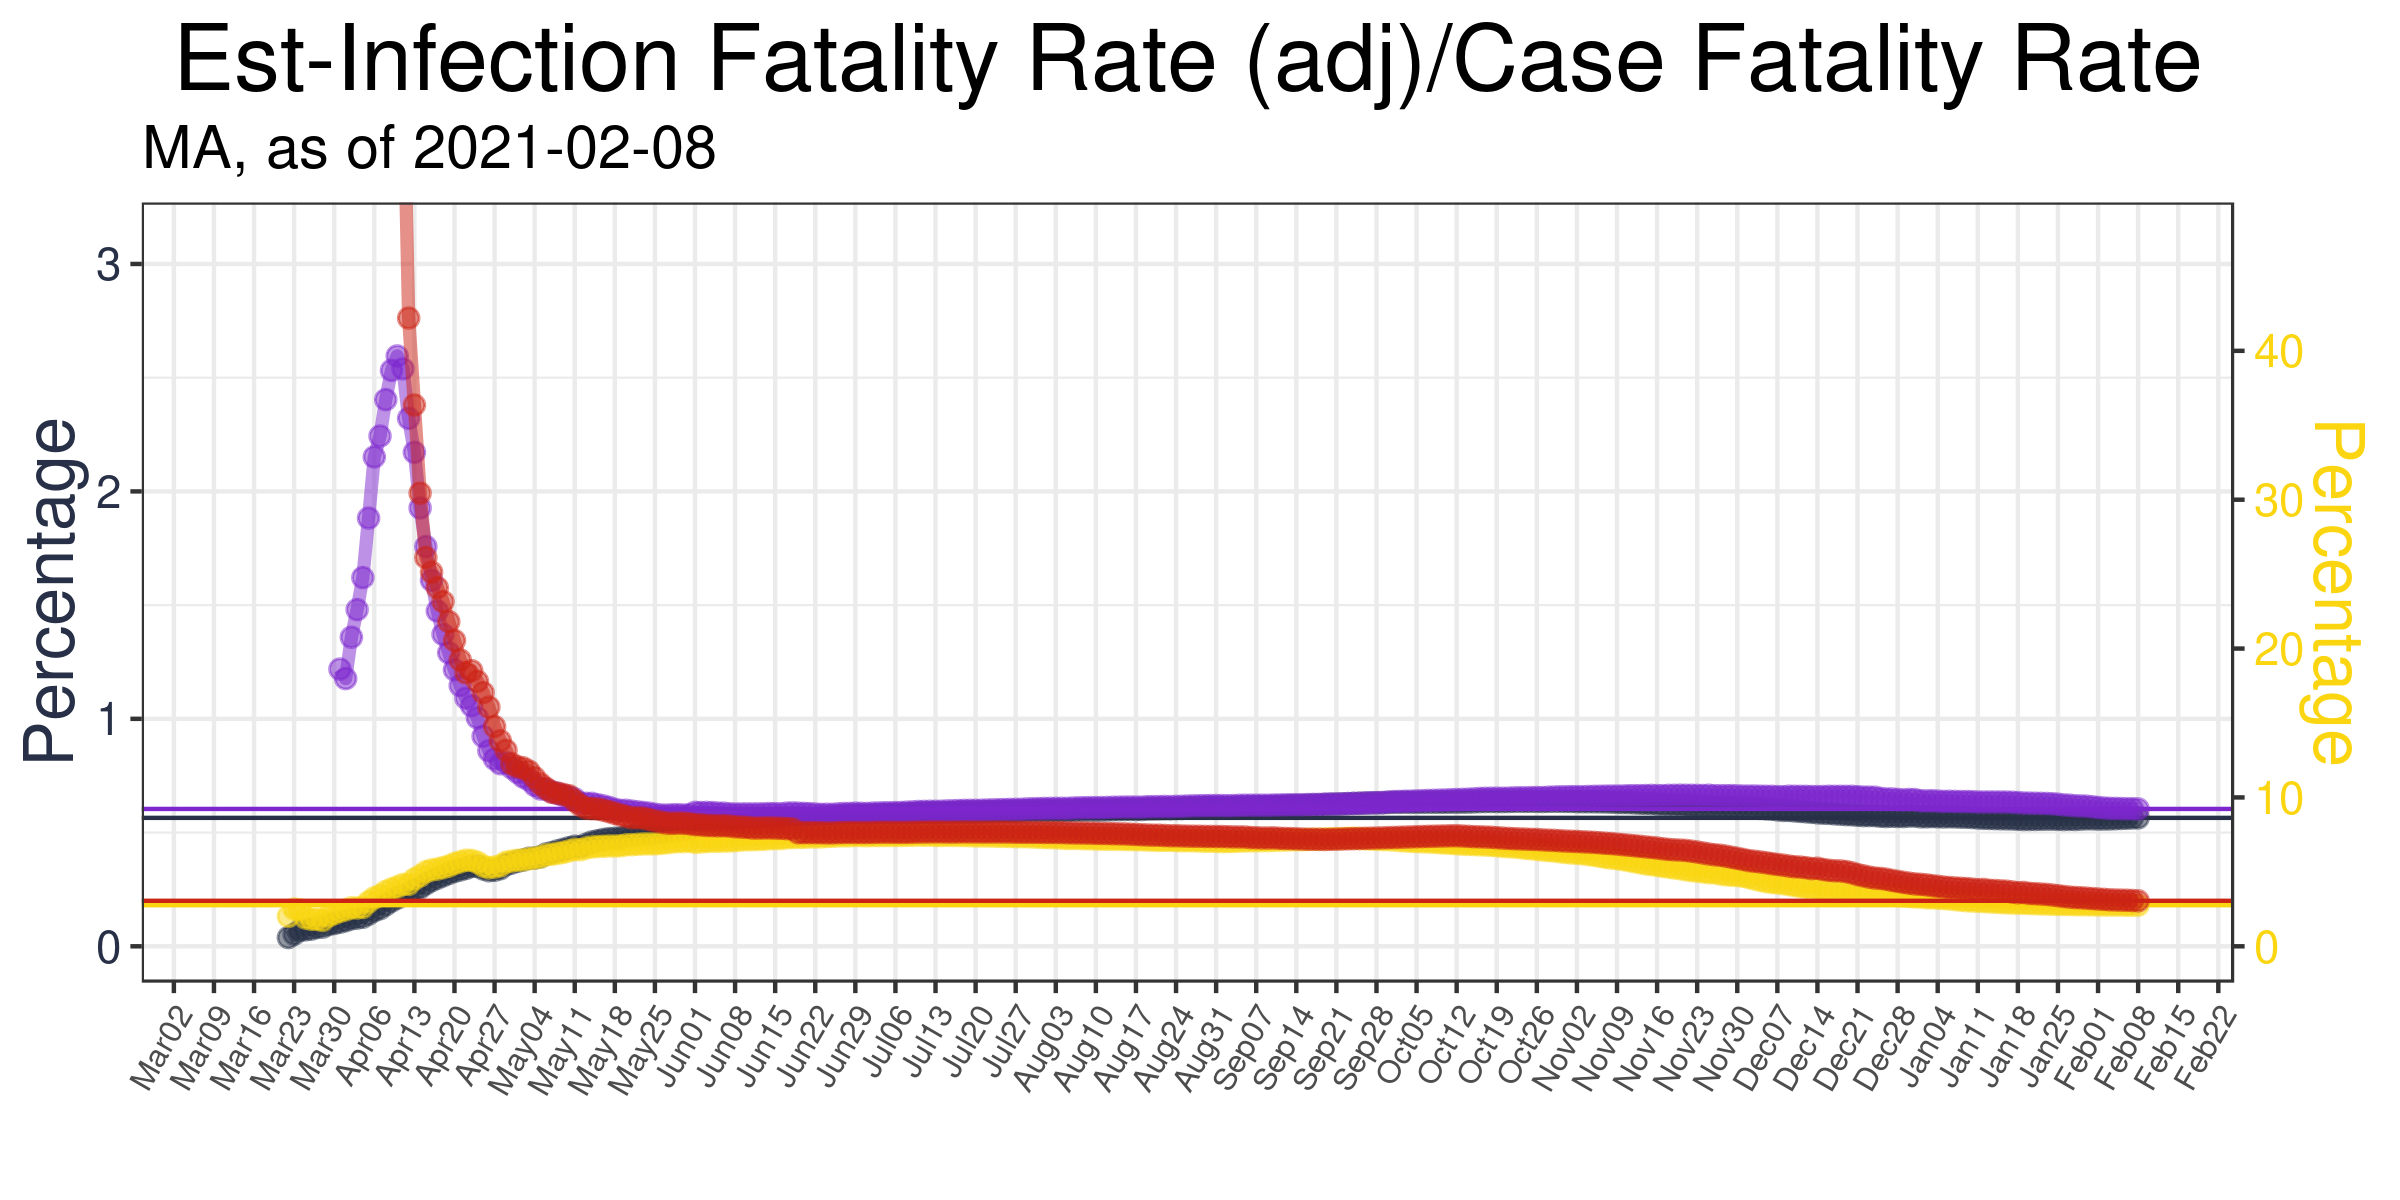 Est-Infection Fatality Rate (adj)/Case Fatality Rate
MA, as of 2021-02-08
Percentage
3
2
1
0
40
30
20
10
0
Percentage
Mar02
Mar09
Mar16
Mar23
Mar30
Apr06
Apr13
Apr20
Apr27
May04
May11
May18
May25
Jun01
Jun08
Jun15
Jun22
Jun29
Jul06
Jul13
Jul20
Jul27
Aug03
Aug10
Aug17
Aug24
Aug31
Sep07
Sep14
Sep21
Sep28
Oct05
Oct12
Oct19
Oct26
Nov02
Nov09
Nov16
Nov23
Nov30
Dec07
Dec14
Dec21
Dec28
Jan04
Jan11
Jan18
Jan25
Feb01
Feb08
Feb15
Feb22